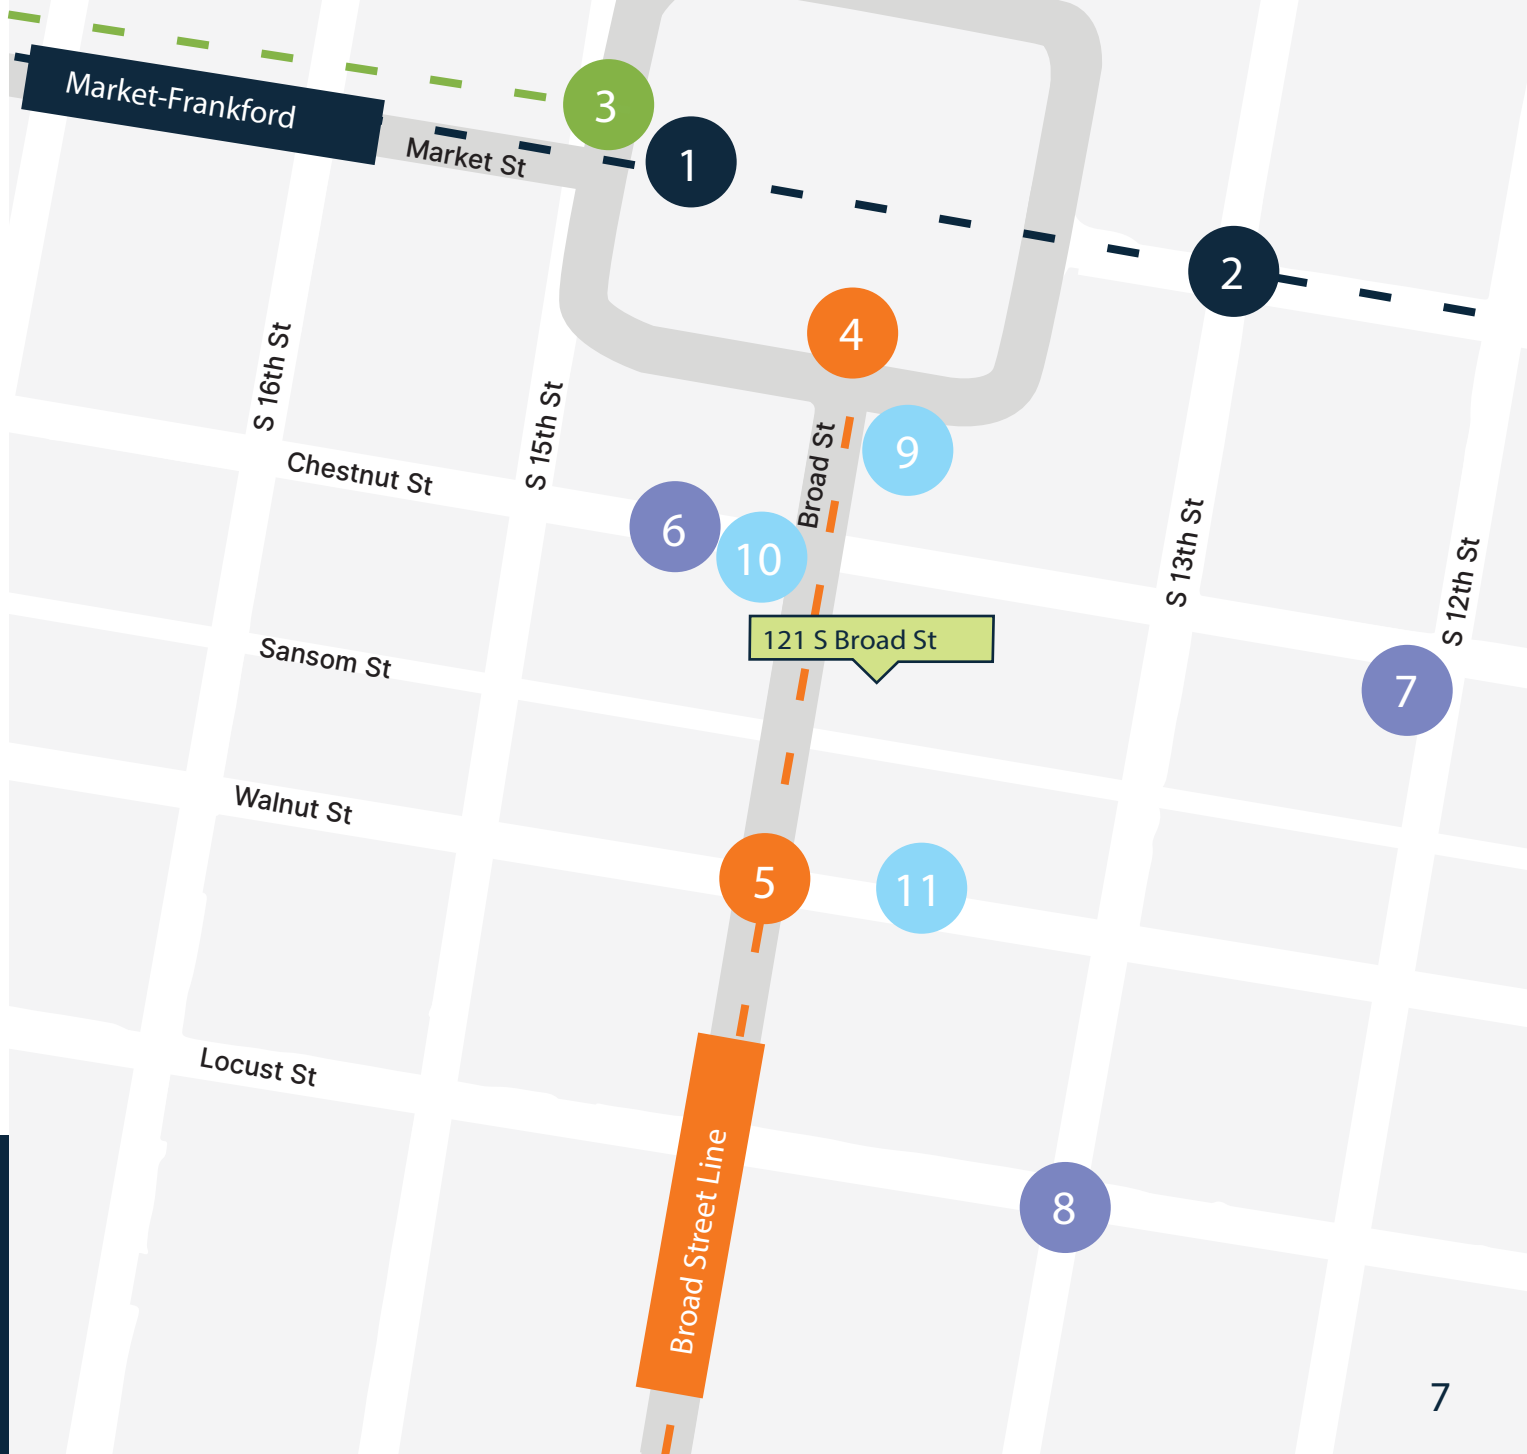 Market-Frankford
Market St
3
1
2
4
S 16th St
S 15th St
Broad St
9
Chestnut St
6
10
S 13th St
S 12th St
121 S Broad St
Sansom St
7
Walnut St
5
11
Locust St
8
Broad Street Line
7